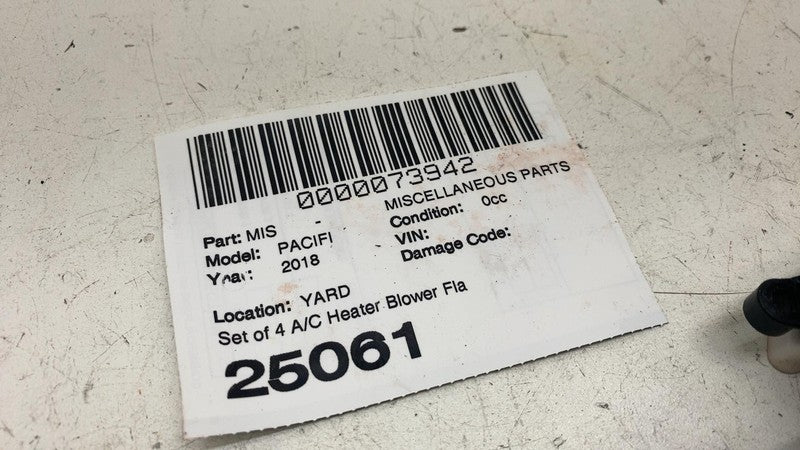 0000073942
Part: MIS - MISCELLANEOUS PARTS
Model: PACIFI Condition: 0cc
Year: 2018 VIN:
Damage Code:
Location: YARD
Set of 4 A/C Heater Blower Fla
25061